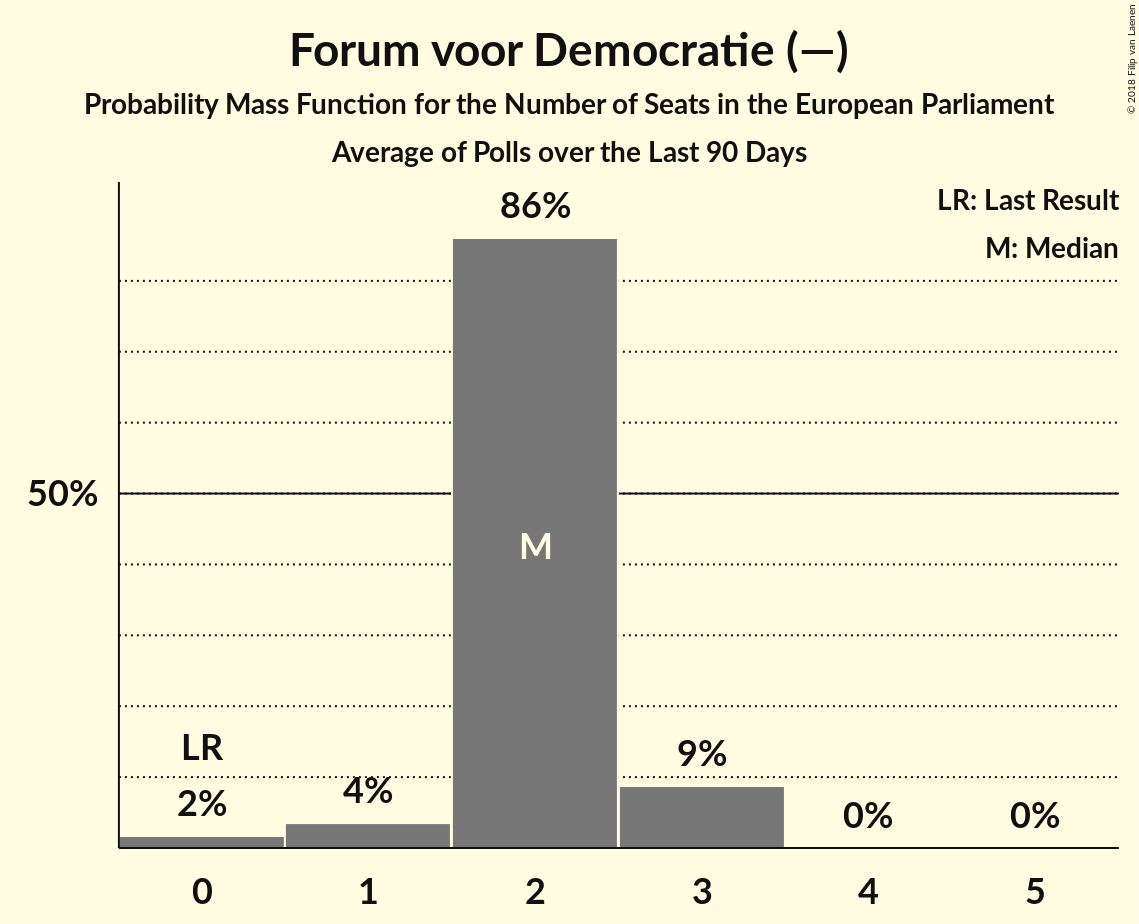 Forum voor Democratie (—)
Probability Mass Function for the Number of Seats in the European Parliament
Average of Polls over the Last 90 Days
© 2018 Filip van Laenen
LR: Last Result
M: Median
86%
50%
M
LR
9%
4%
2%
0%
0%
0 1 2 3 4 5